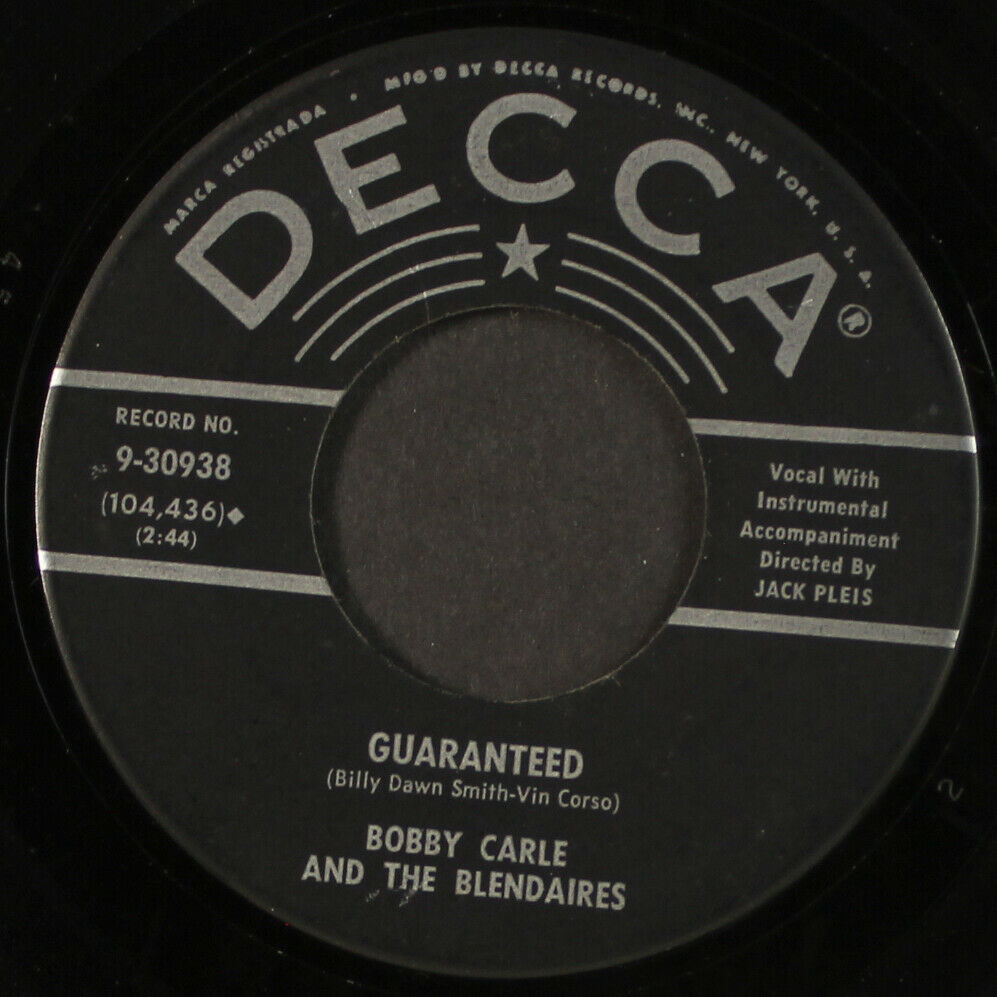 MARCA REGISTRADA • MFG'D BY DECCA RECORDS, INC., NEW YORK, U. S. A.
DECCA®
RECORD NO.
9-30938
(104,436)◆
(2:44)
Vocal With
Instrumental
Accompaniment
Directed By
JACK PLEIS
GUARANTEED
(Billy Dawn Smith-Vin Corso)
BOBBY CARLE
AND THE BLENDAIRES